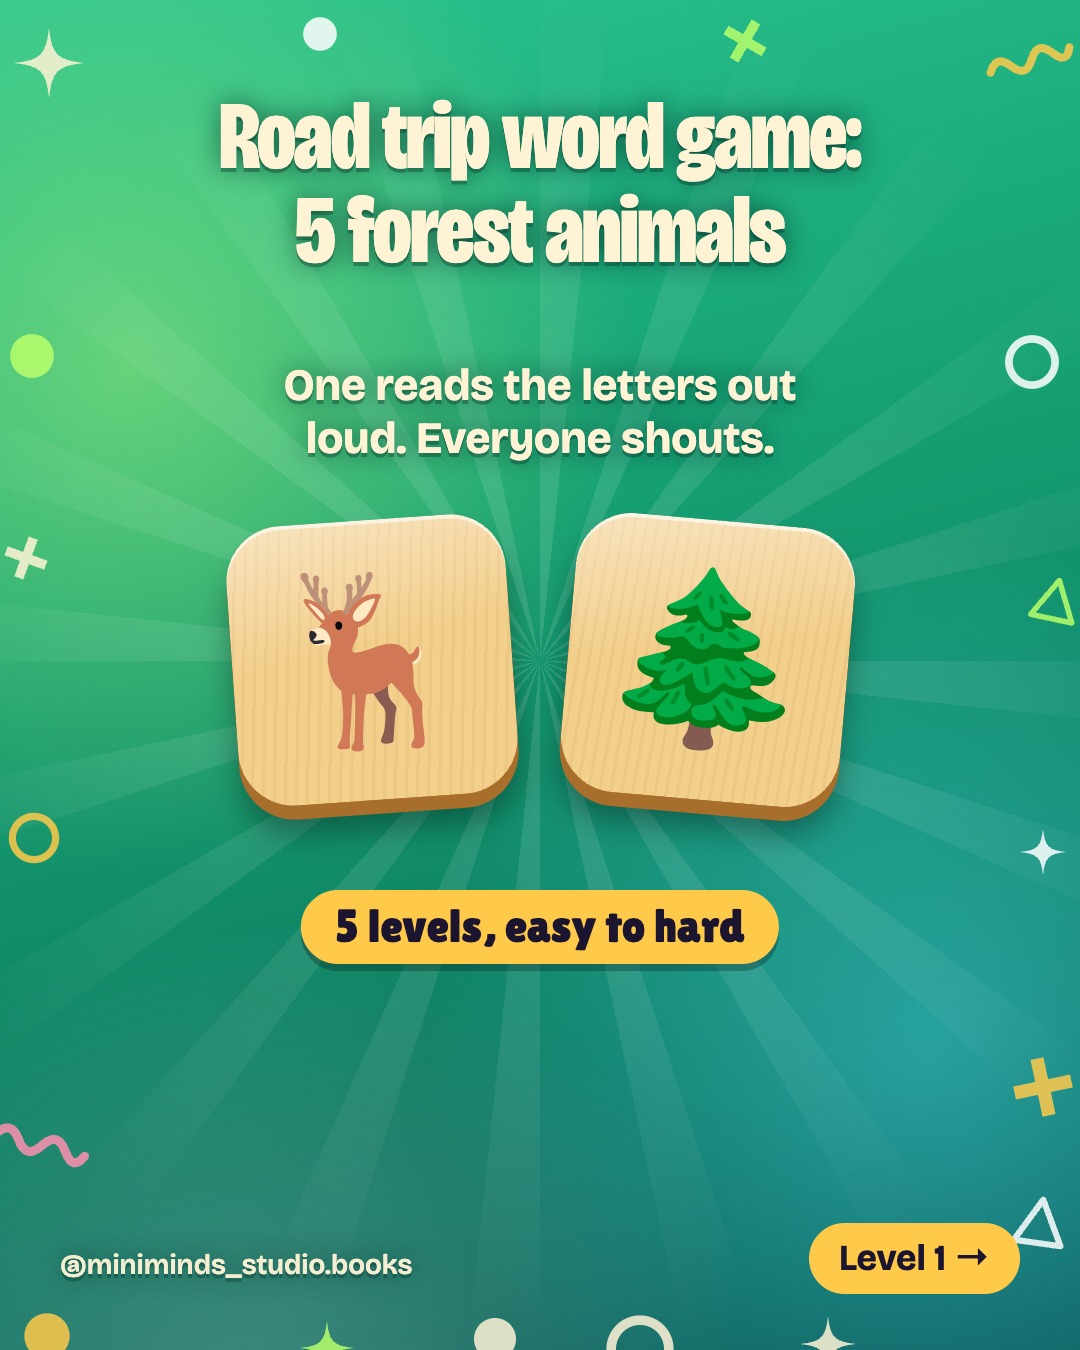 Road trip word game:
5 forest animals
One reads the letters out
loud. Everyone shouts.
5 levels, easy to hard
@miniminds_studio.books
Level 1 →